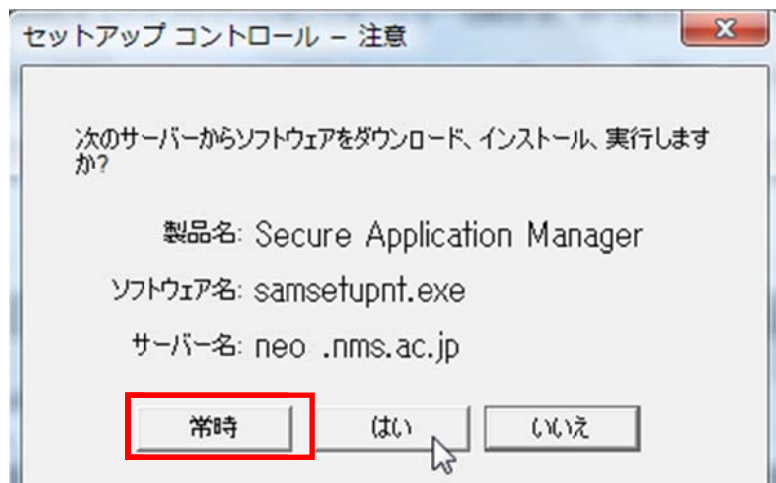 セットアップ コントロール – 注意
次のサーバーからソフトウェアをダウンロード、インストール、実行します
か?
製品名: Secure Application Manager
ソフトウェア名: samsetupnt.exe
サーバー名: neo .nms.ac.jp
常時 はい いいえ